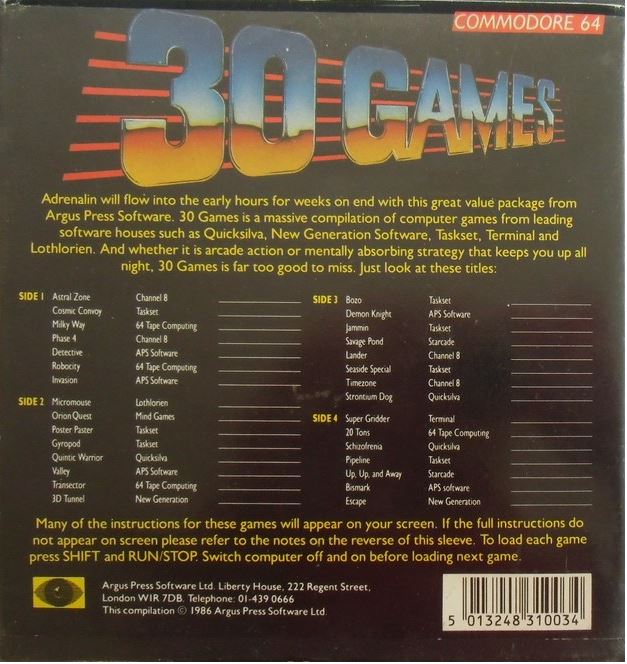 COMMODORE 64
30 GAMES
Adrenalin will flow into the early hours for weeks on end with this great value package from
Argus Press Software. 30 Games is a massive compilation of computer games from leading
software houses such as Quicksilva, New Generation Software, Taskset, Terminal and
Lothlorien. And whether it is arcade action or mentally absorbing strategy that keeps you up all
night, 30 Games is far too good to miss. Just look at these titles:
SIDE 1 Astral Zone Channel 8
Cosmic Convoy Taskset
Milky Way 64 Tape Computing
Phase 4 Channel 8
Detective APS Software
Robocity 64 Tape Computing
Invasion APS Software
SIDE 2 Micromouse Lothlorien
Orion Quest Mind Games
Poster Paster Taskset
Gyropod Taskset
Quintic Warrior Quicksilva
Valley APS Software
Transector 64 Tape Computing
3D Tunnel New Generation
SIDE 3 Bozo Taskset
Demon Knight APS Software
Jammin Taskset
Savage Pond Starcade
Lander Channel 8
Seaside Special Taskset
Timezone Channel 8
Strontium Dog Quicksilva
SIDE 4 Super Gridder Terminal
20 Tons 64 Tape Computing
Schizofrenia Quicksilva
Pipeline Taskset
Up, Up, and Away Starcade
Bismark APS software
Escape New Generation
Many of the instructions for these games will appear on your screen. If the full instructions do
not appear on screen please refer to the notes on the reverse of this sleeve. To load each game
press SHIFT and RUN/STOP. Switch computer off and on before loading next game.
Argus Press Software Ltd. Liberty House, 222 Regent Street,
London W1R 7DB. Telephone: 01-439 0666
This compilation © 1986 Argus Press Software Ltd.
5 013248 310034